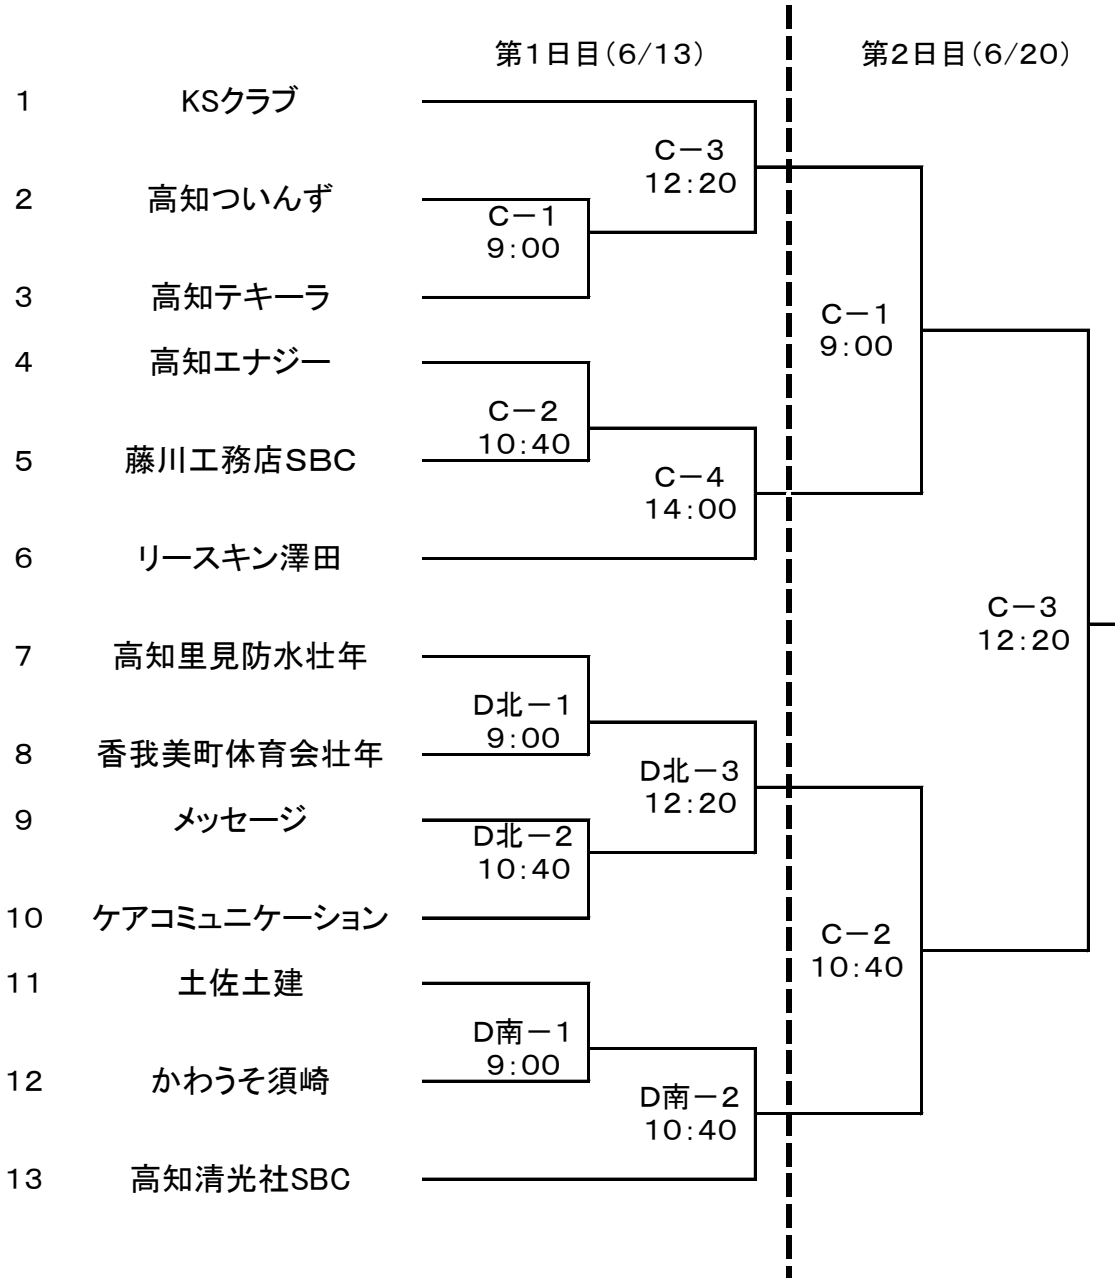 第1日目(6/13)
第2日目(6/20)
1 KSクラブ
C-3
12:20
2 高知ついんず
C-1
9:00
3 高知テキーラ
C-1
9:00
4 高知エナジー
C-2
10:40
5 藤川工務店SBC
C-4
14:00
6 リースキン澤田
C-3
12:20
7 高知里見防水壮年
D北-1
9:00
8 香我美町体育会壮年
D北-3
12:20
9 メッセージ
D北-2
10:40
10 ケアコミュニケーション
C-2
10:40
11 土佐土建
D南-1
9:00
12 かわうそ須崎
D南-2
10:40
13 高知清光社SBC